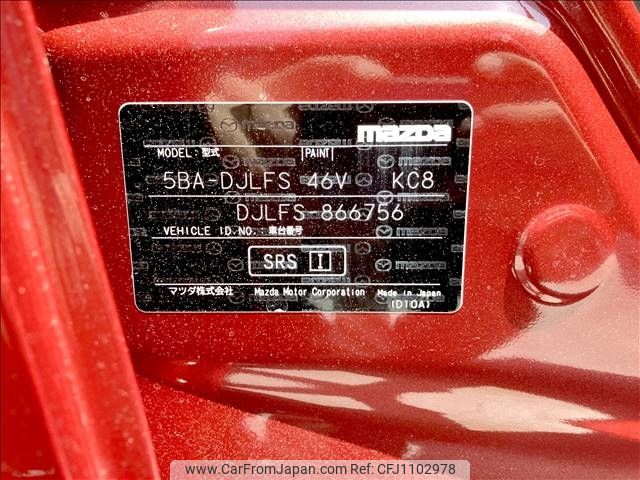 mazda
MODEL: 型式 PAINT
5BA-DJLFS 46V KC8
DJLFS-866756
VEHICLE ID.NO.: 車台番号
SRS I
マツダ株式会社 Mazda Motor Corporation Made in Japan
(D10A)
www.CarFromJapan.com Ref: CFJ1102978